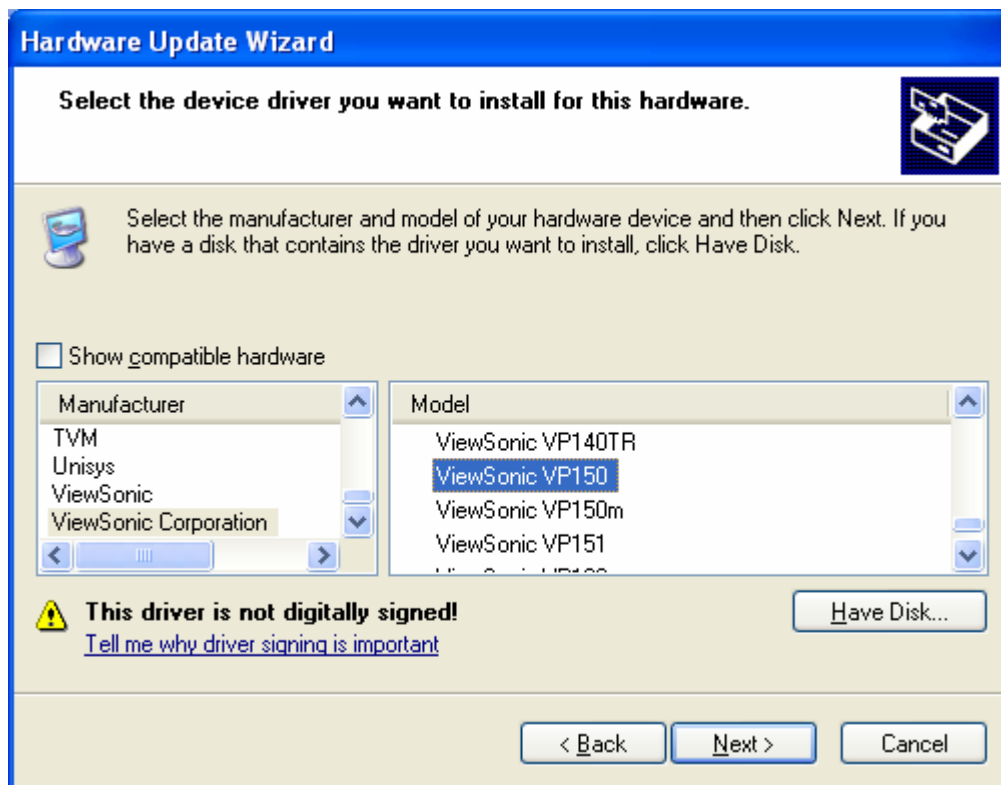 Hardware Update Wizard
Select the device driver you want to install for this hardware.
Select the manufacturer and model of your hardware device and then click Next. If you
have a disk that contains the driver you want to install, click Have Disk.
Show compatible hardware
Manufacturer
TVM
Unisys
ViewSonic
ViewSonic Corporation
Model
ViewSonic VP140TR
ViewSonic VP150
ViewSonic VP150m
ViewSonic VP151
This driver is not digitally signed!
Tell me why driver signing is important
Have Disk...
< Back
Next >
Cancel